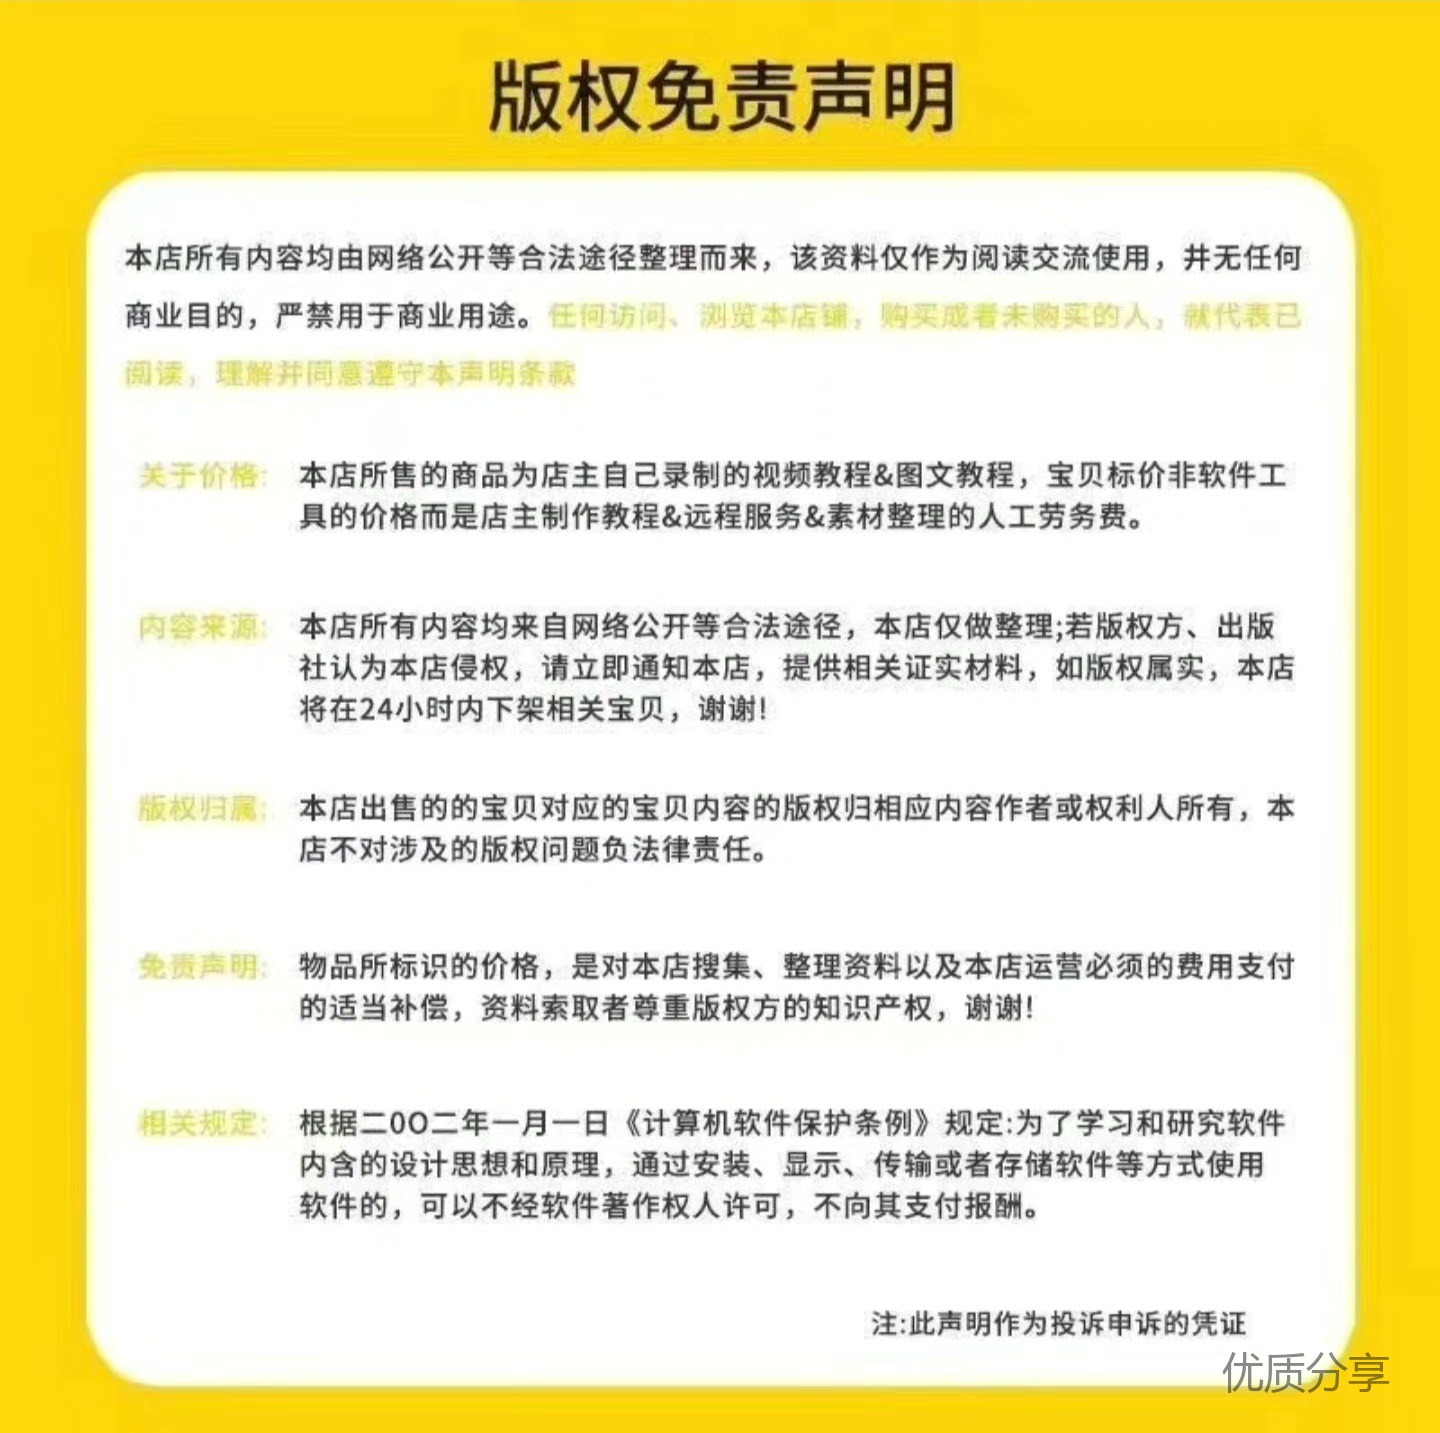 版权免责声明
本店所有内容均由网络公开等合法途径整理而来，该资料仅作为阅读交流使用，井无任何
商业目的，严禁用于商业用途。任何访问、浏览本店铺，购买成者未购买的人，就代表已
阅读，理解并同意遵守本声明条款
关于价格: 本店所售的商品为店主自己录制的视频教程&图文教程，宝贝标价非软件工
具的价格而是店主制作教程&远程服务&素材整理的人工劳务费。
内容来源: 本店所有内容均来自网络公开等合法途径，本店仅做整理;若版权方、出版
社认为本店侵权，请立即通知本店，提供相关证实材料，如版权属实，本店
将在24小时内下架相关宝贝，谢谢!
版权归属: 本店出售的的宝贝对应的宝贝内容的版权归相应内容作者或权利人所有，本
店不对涉及的版权问题负法律责任。
免责声明: 物品所标识的价格，是对本店搜集、整理资料以及本店运营必须的费用支付
的适当补偿，资料索取者尊重版权方的知识产权，谢谢!
相关规定: 根据二0O二年一月一日《计算机软件保护条例》规定:为了学习和研究软件
内含的设计思想和原理，通过安装、显示、传输或者存储软件等方式使用
软件的，可以不经软件著作权人许可，不向其支付报酬。
注:此声明作为投诉申诉的凭证
优质分享